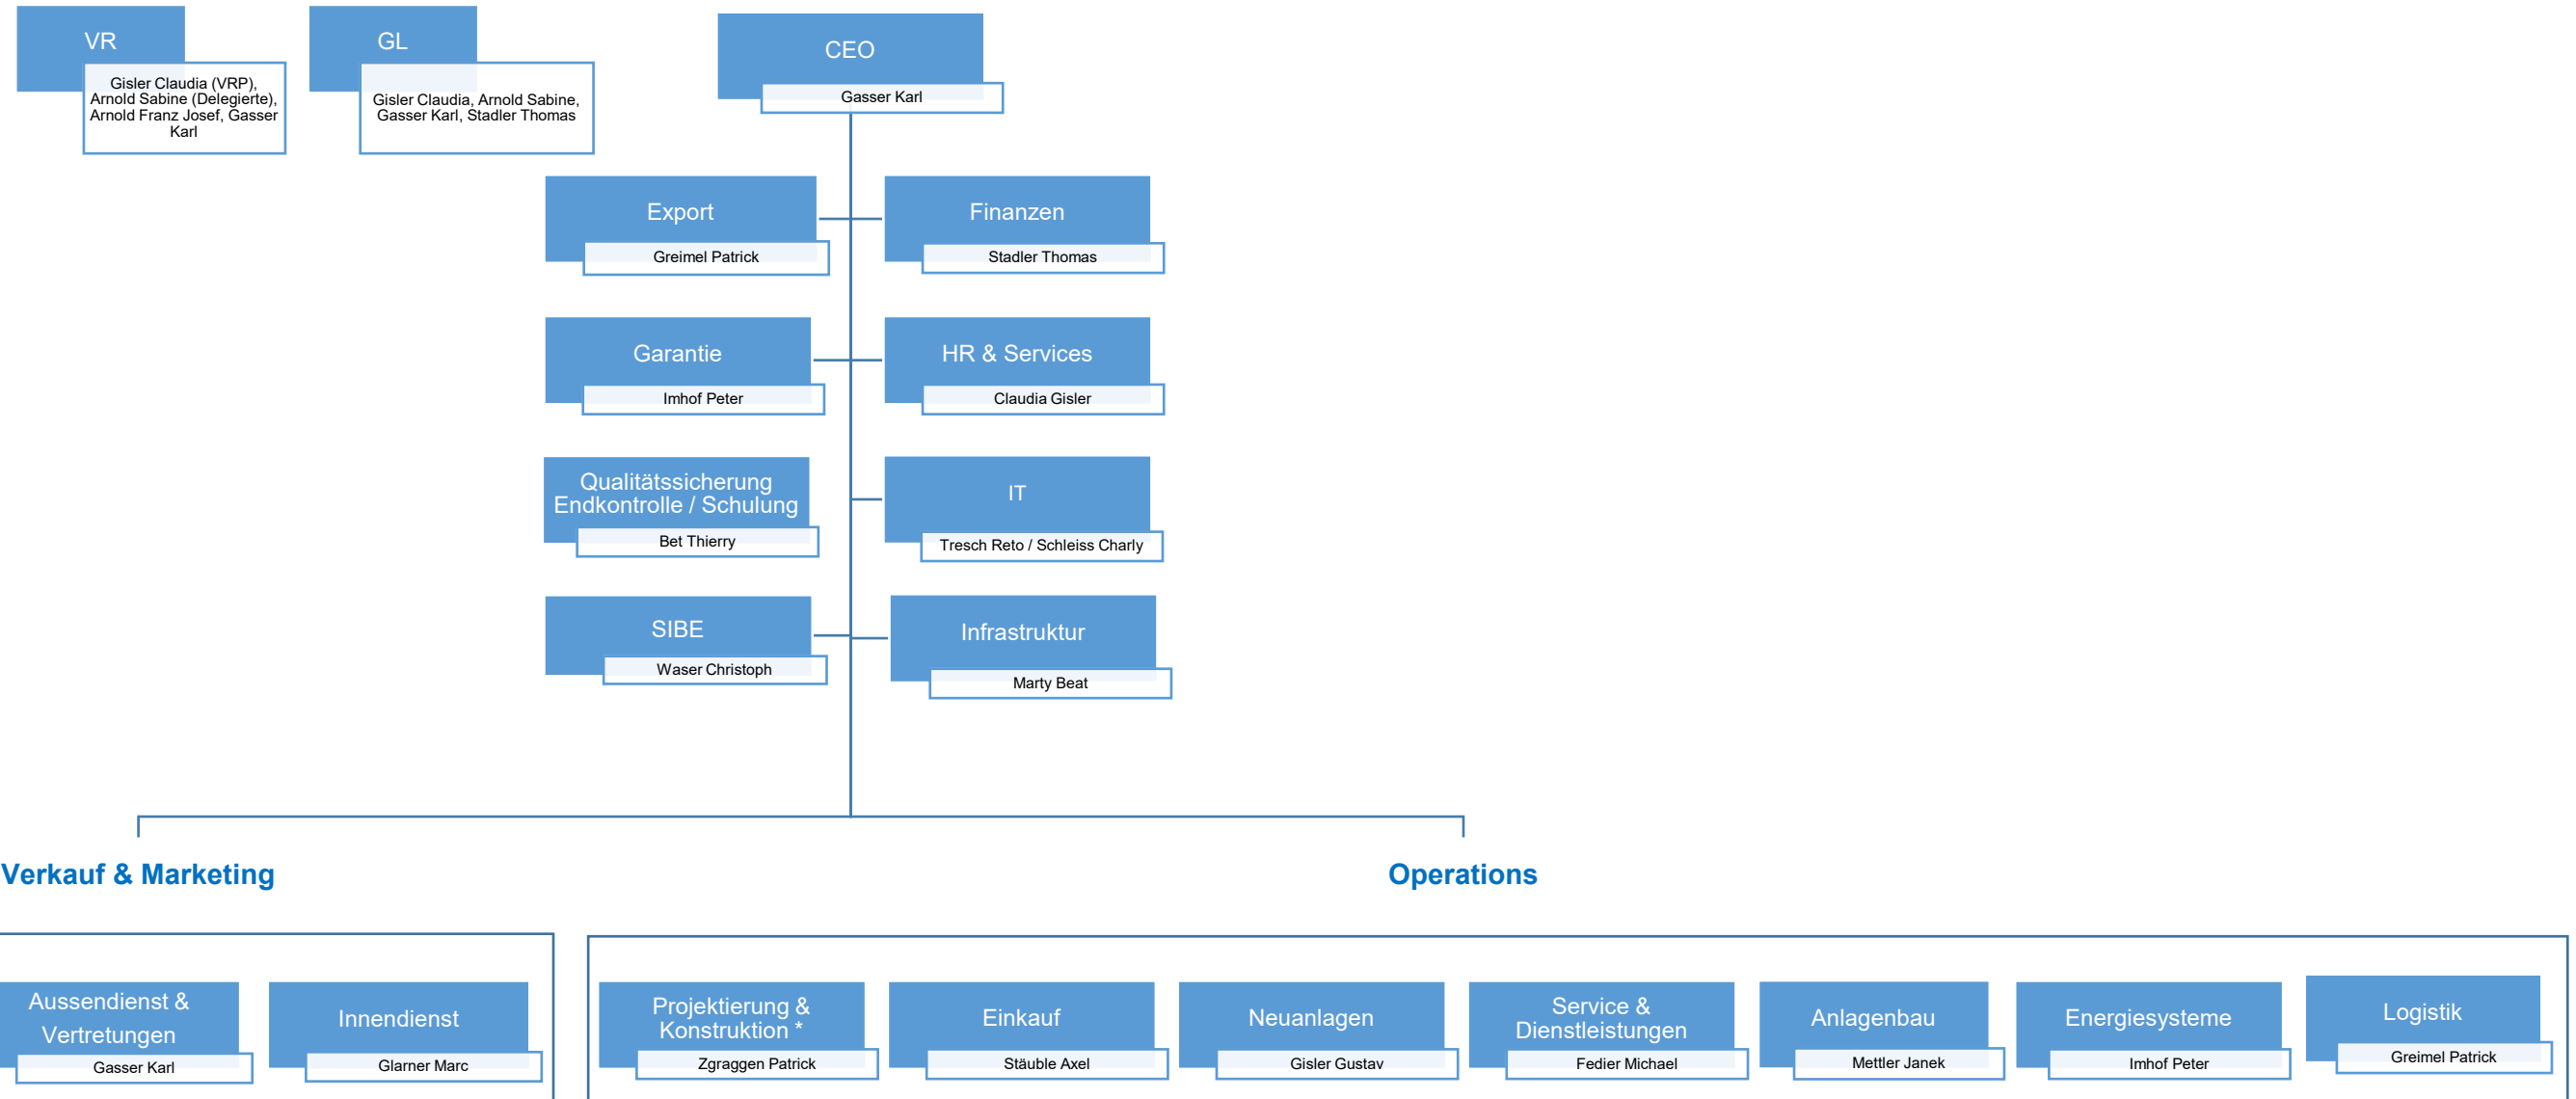 VR
Gisler Claudia (VRP),
Arnold Sabine (Delegierte),
Arnold Franz Josef, Gasser
Karl
GL
Gisler Claudia, Arnold Sabine,
Gasser Karl, Stadler Thomas
CEO
Gasser Karl
Export
Greimel Patrick
Finanzen
Stadler Thomas
Garantie
Imhof Peter
HR & Services
Claudia Gisler
Qualitätssicherung
Endkontrolle / Schulung
Bet Thierry
IT
Tresch Reto / Schleiss Charly
SIBE
Waser Christoph
Infrastruktur
Marty Beat
Verkauf & Marketing
Operations
Aussendienst &
Vertretungen
Gasser Karl
Innendienst
Glarner Marc
Projektierung &
Konstruktion *
Zgraggen Patrick
Einkauf
Stäuble Axel
Neuanlagen
Gisler Gustav
Service &
Dienstleistungen
Fedier Michael
Anlagenbau
Mettler Janek
Energiesysteme
Imhof Peter
Logistik
Greimel Patrick